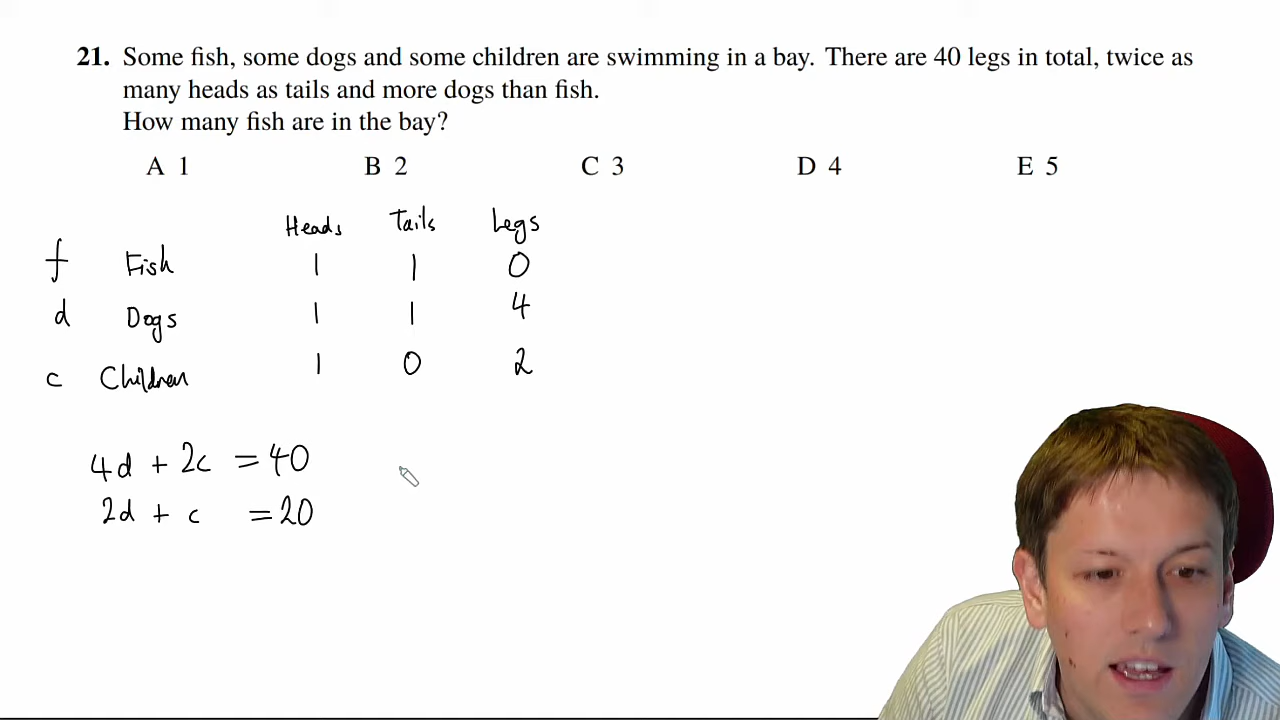 21. Some fish, some dogs and some children are swimming in a bay. There are 40 legs in total, twice as
many heads as tails and more dogs than fish.
How many fish are in the bay?
A 1 B 2 C 3 D 4 E 5
Heads Tails Legs
f Fish 1 1 0
d Dogs 1 1 4
c Children 1 0 2
4d + 2c = 40
2d + c = 20